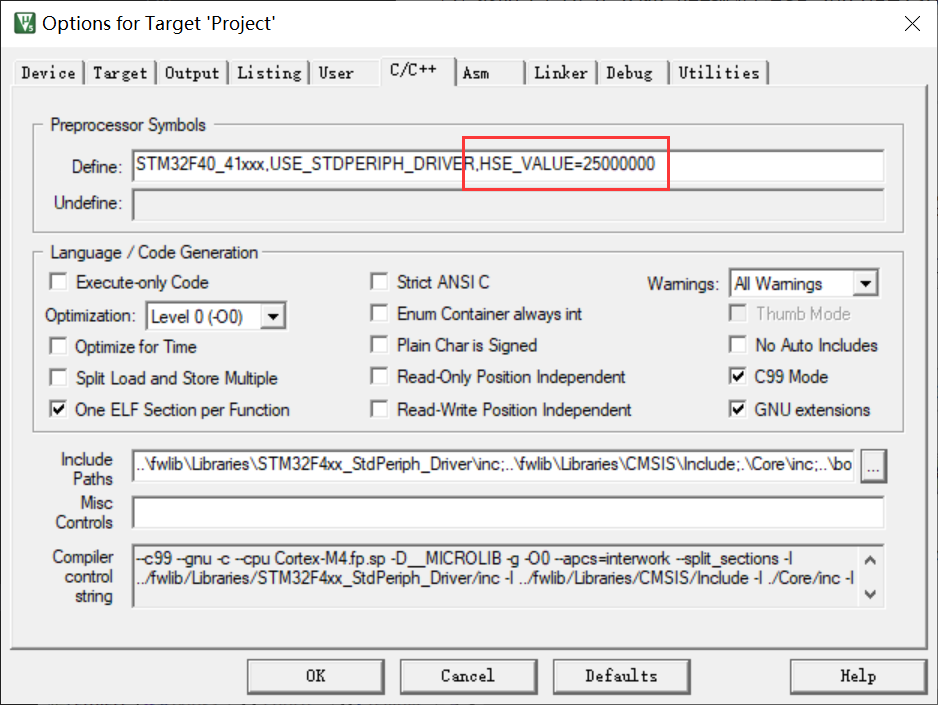 Options for Target 'Project'
Device Target Output Listing User C/C++ Asm Linker Debug Utilities
Preprocessor Symbols
Define: STM32F40_41xxx,USE_STDPERIPH_DRIVER,HSE_VALUE=25000000
Undefine:
Language / Code Generation
Execute-only Code Strict ANSI C Warnings: All Warnings
Optimization: Level 0 (-O0) Enum Container always int Thumb Mode
Optimize for Time Plain Char is Signed No Auto Includes
Split Load and Store Multiple Read-Only Position Independent C99 Mode
One ELF Section per Function Read-Write Position Independent GNU extensions
Include Paths ..\fwlib\Libraries\STM32F4xx_StdPeriph_Driver\inc;..\fwlib\Libraries\CMSIS\Include;.\Core\inc;..\bo ...
Misc Controls
Compiler control string --c99 --gnu -c --cpu Cortex-M4.fp.sp -D__MICROLIB -g -O0 --apcs=interwork --split_sections -I
../fwlib/Libraries/STM32F4xx_StdPeriph_Driver/inc -I ../fwlib/Libraries/CMSIS/Include -I ./Core/inc -I
OK Cancel Defaults Help